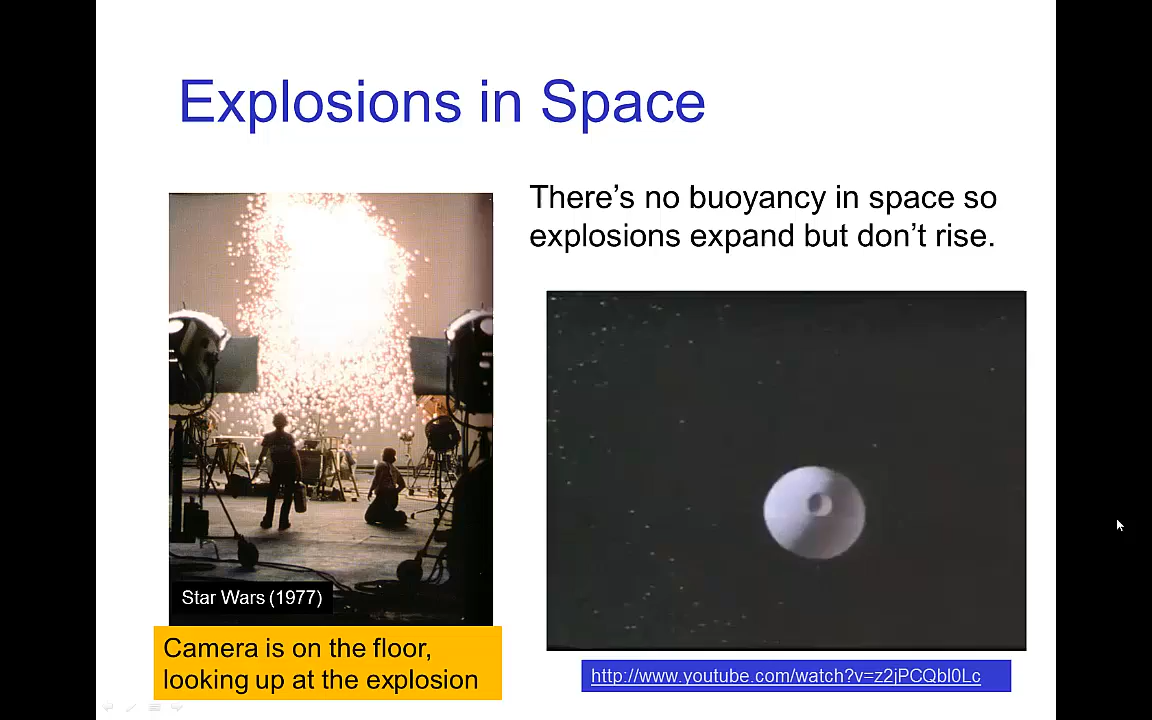 Explosions in Space
There’s no buoyancy in space so
explosions expand but don’t rise.
Star Wars (1977)
Camera is on the floor,
looking up at the explosion
http://www.youtube.com/watch?v=z2jPCQbI0Lc